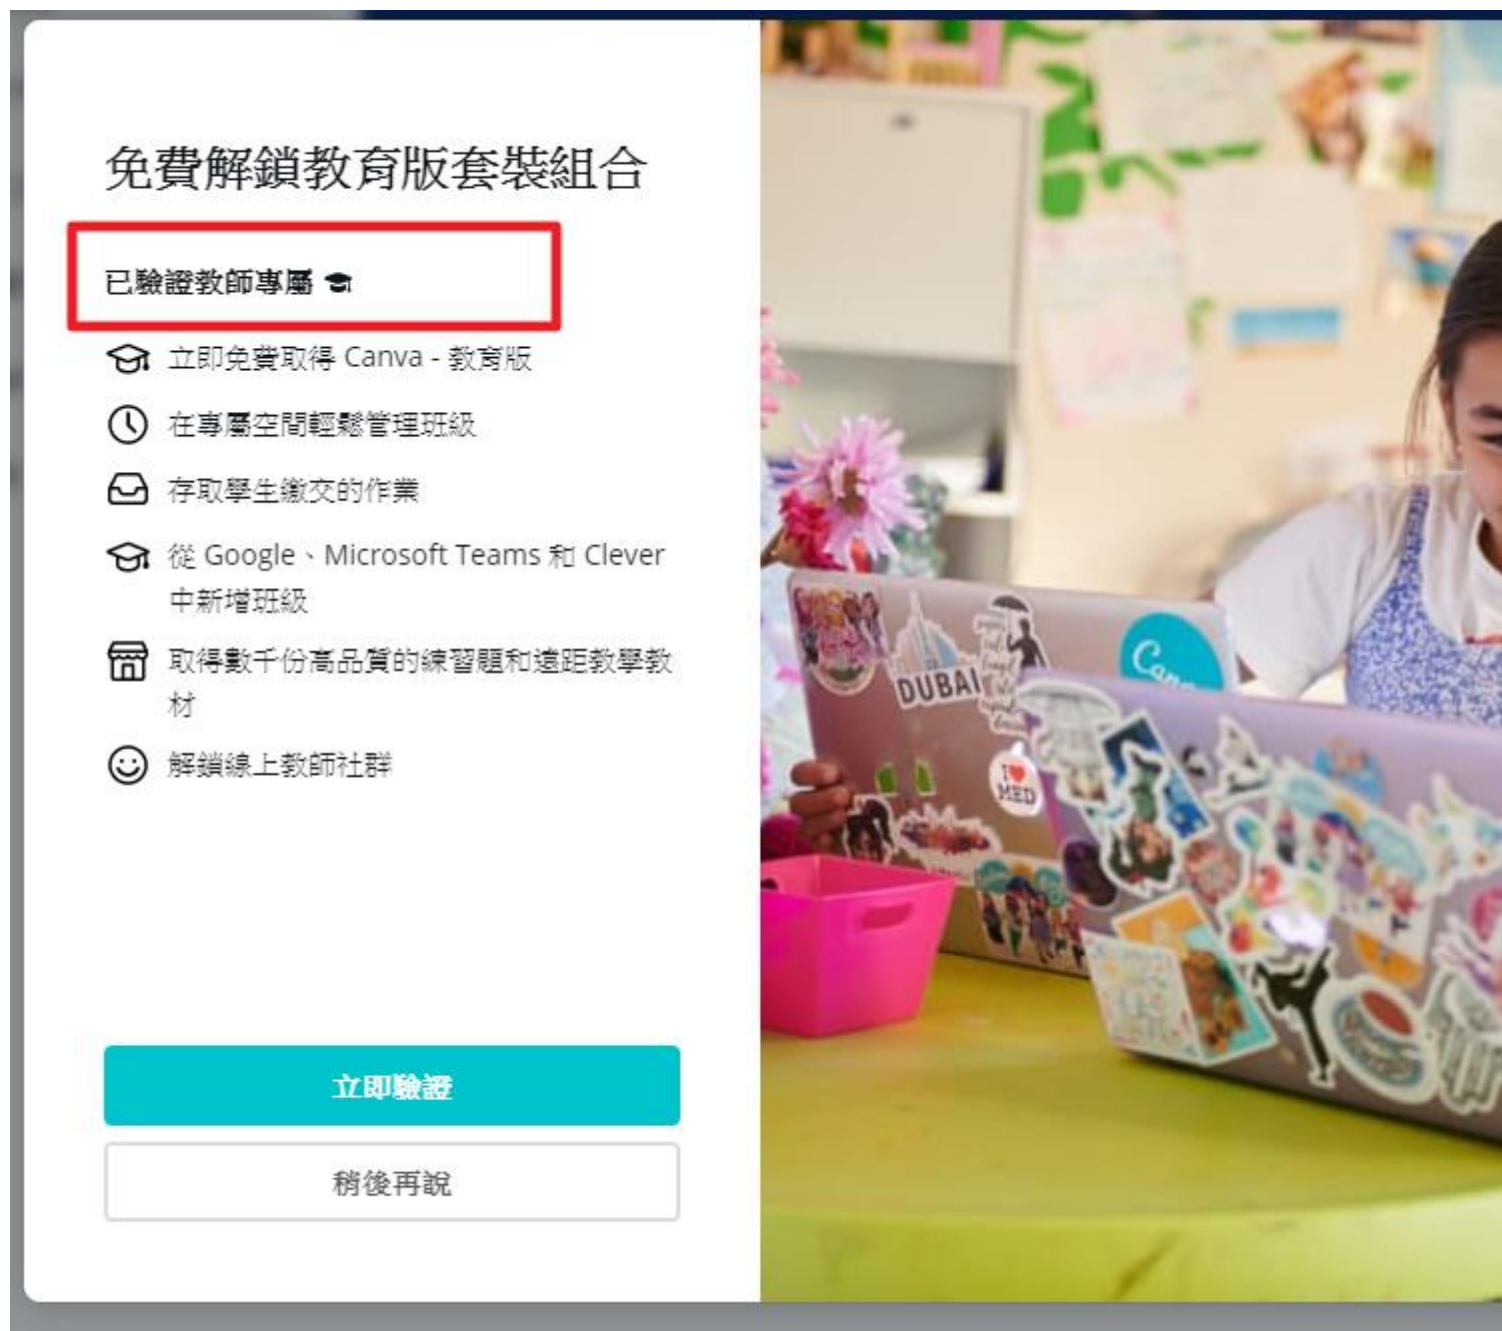 免費解鎖教育版套裝組合
已驗證教師專屬
立即免費取得 Canva - 教育版
在專屬空間輕鬆管理班級
存取學生繳交的作業
從 Google、Microsoft Teams 和 Clever
中新增班級
取得數千份高品質的練習題和遠距教學教
材
解鎖線上教師社群
立即驗證
稍後再說
DUBAI
I
MED